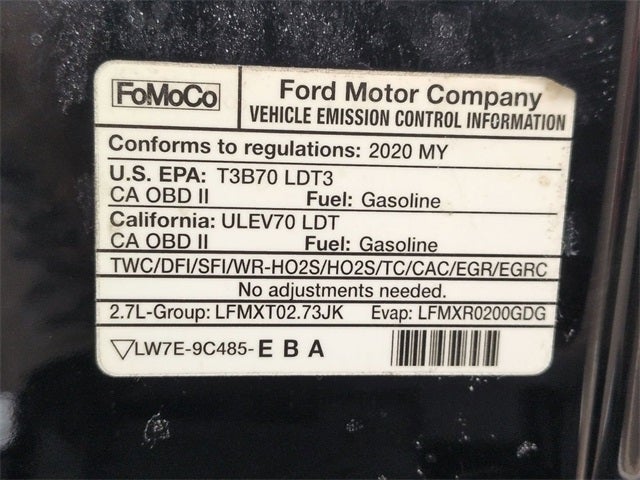 FoMoCo
Ford Motor Company
VEHICLE EMISSION CONTROL INFORMATION
Conforms to regulations: 2020 MY
U.S. EPA: T3B70 LDT3
CA OBD II Fuel: Gasoline
California: ULEV70 LDT
CA OBD II Fuel: Gasoline
TWC/DFI/SFI/WR-HO2S/HO2S/TC/CAC/EGR/EGRC
No adjustments needed.
2.7L-Group: LFMXT02.73JK Evap: LFMXR0200GDG
▽LW7E-9C485-E B A